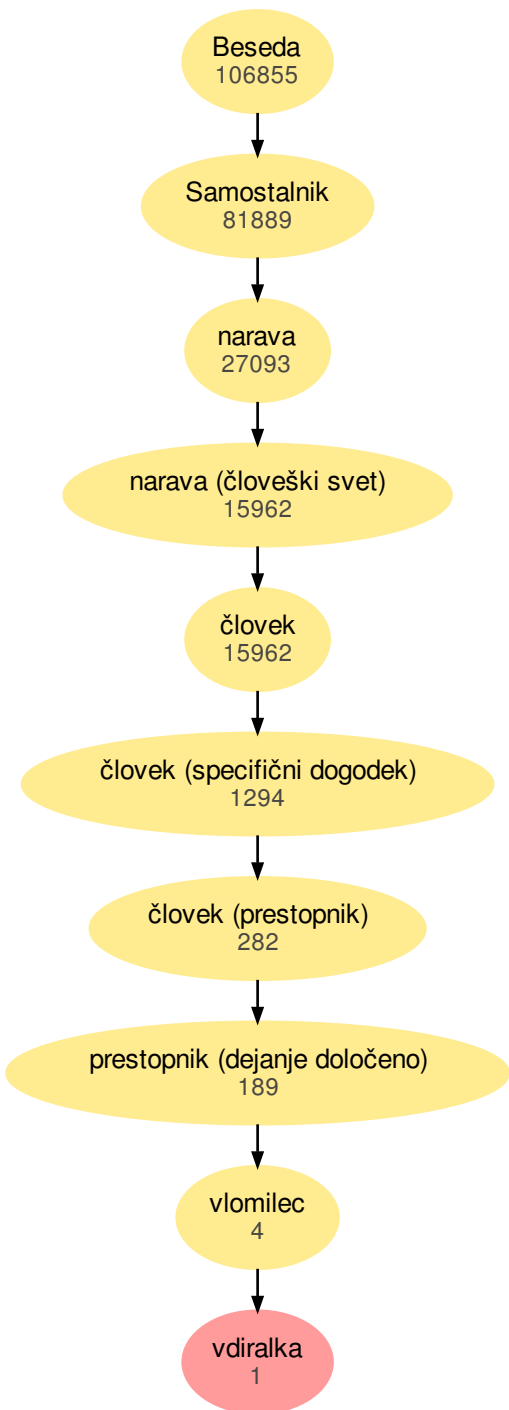 Beseda
106855
Samostalnik
81889
narava
27093
narava (človeški svet)
15962
človek
15962
človek (specifični dogodek)
1294
človek (prestopnik)
282
prestopnik (dejanje določeno)
189
vlomilec
4
vdiralka
1